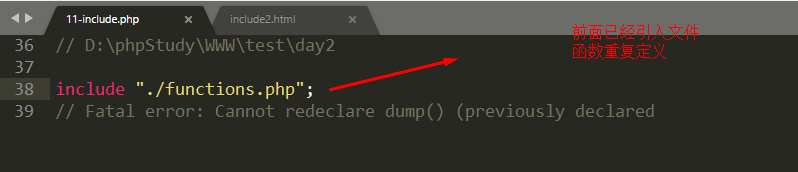 11-include.php
include2.html
36 // D:\phpStudy\WWW\test\day2
前面已经引入文件
函数重复定义
37
38 include "./functions.php";
39 // Fatal error: Cannot redeclare dump() (previously declared